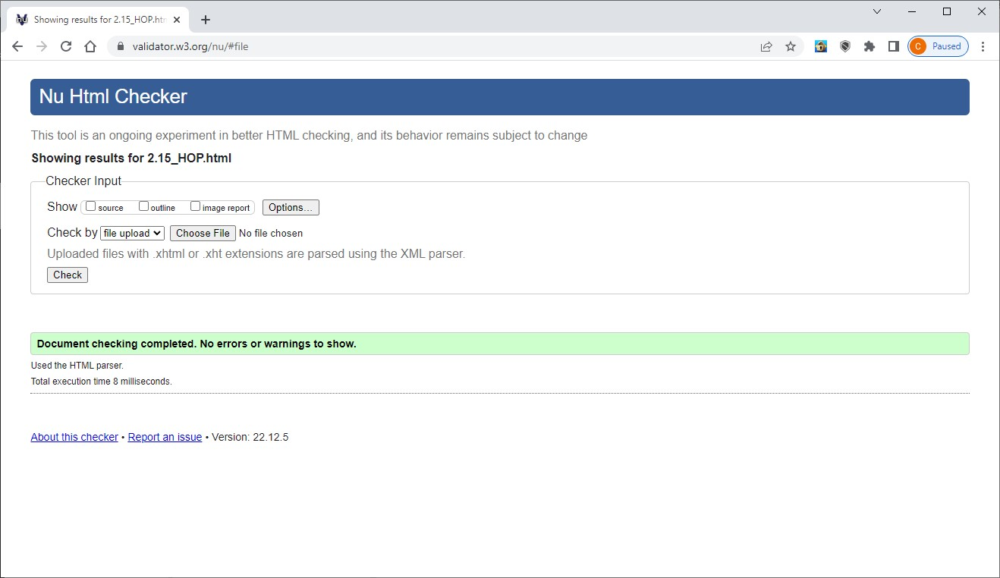 Showing results for 2.15_HOP.htm
validator.w3.org/nu/#file
C Paused
Nu Html Checker
This tool is an ongoing experiment in better HTML checking, and its behavior remains subject to change
Showing results for 2.15_HOP.html
Checker Input
Show source outline image report Options...
Check by file upload Choose File No file chosen
Uploaded files with .xhtml or .xht extensions are parsed using the XML parser.
Check
Document checking completed. No errors or warnings to show.
Used the HTML parser.
Total execution time 8 milliseconds.
About this checker • Report an issue • Version: 22.12.5